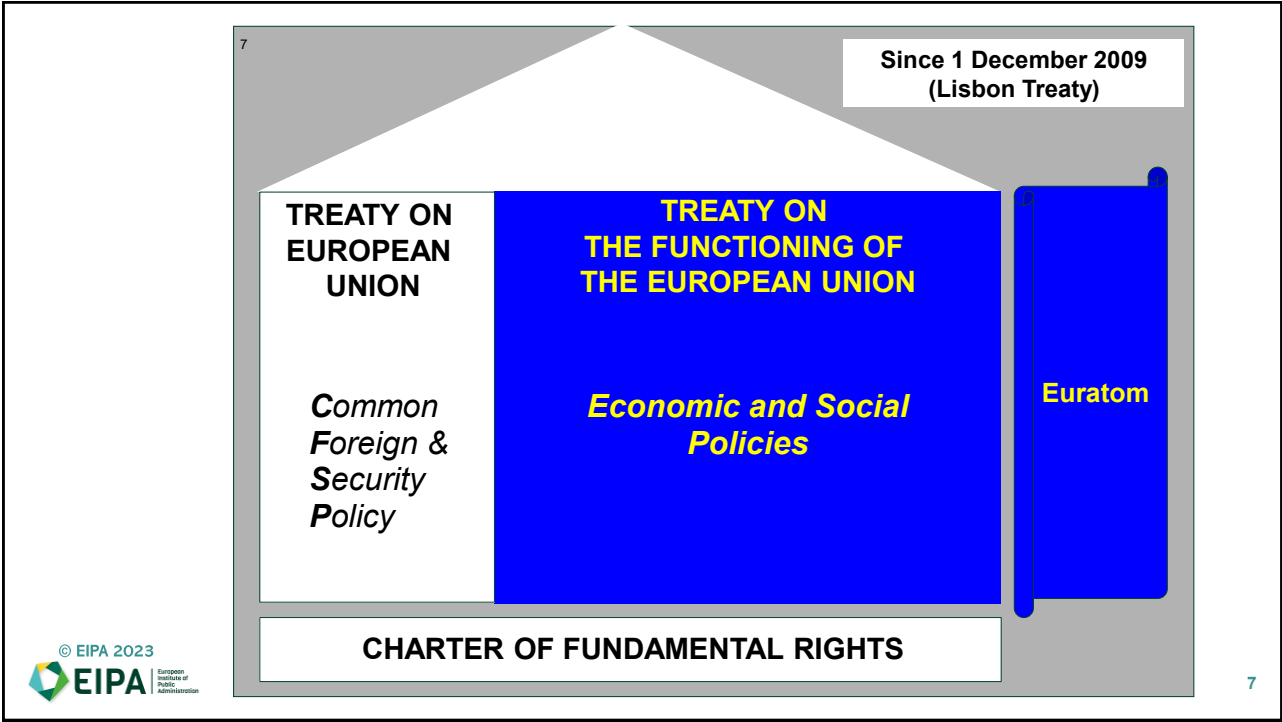 7
Since 1 December 2009
(Lisbon Treaty)
TREATY ON
EUROPEAN
UNION
TREATY ON
THE FUNCTIONING OF
THE EUROPEAN UNION
Common
Foreign &
Security
Policy
Economic and Social
Policies
Euratom
CHARTER OF FUNDAMENTAL RIGHTS
© EIPA 2023
EIPA
European
Institute of
Public
Administration
7